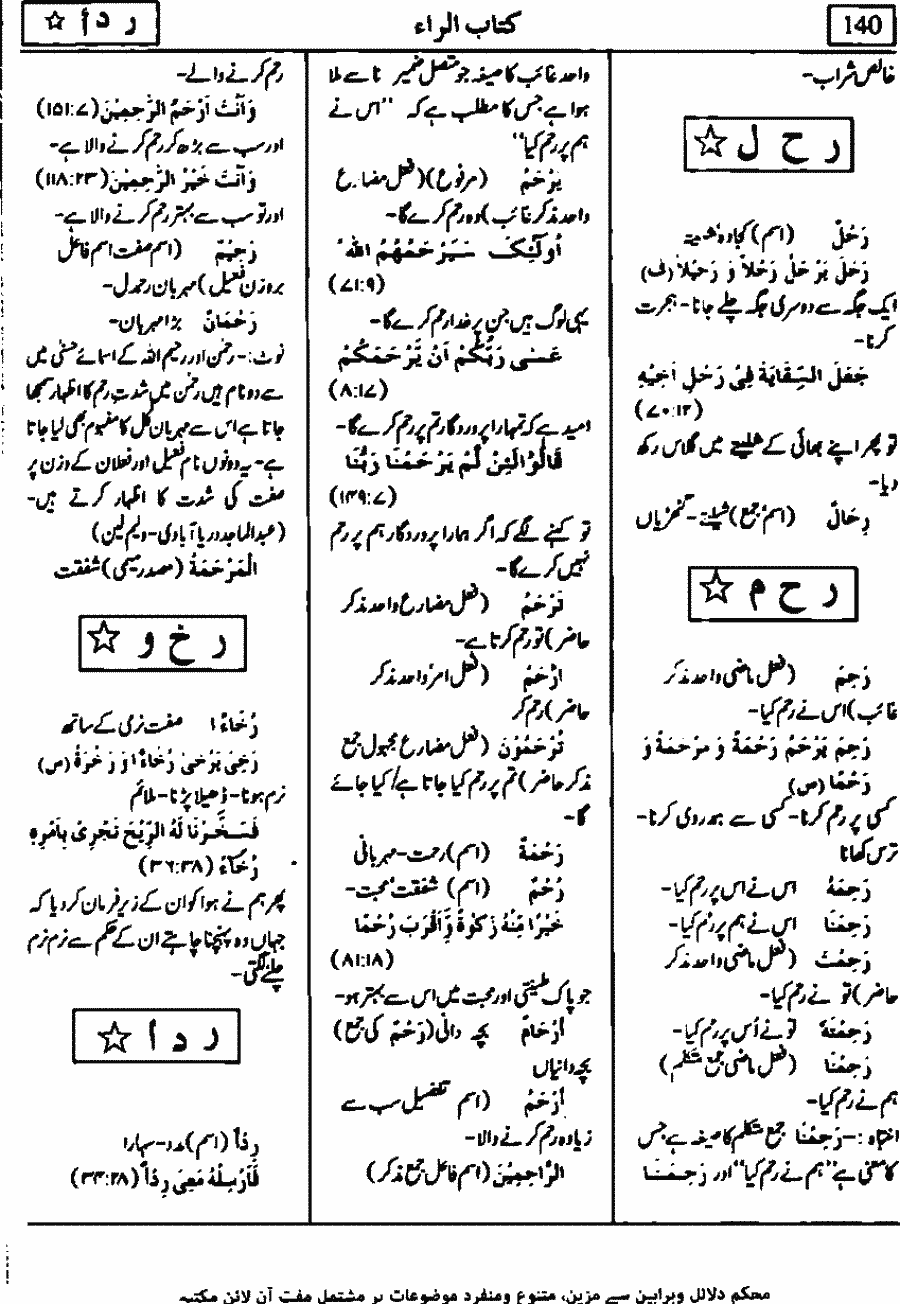 140
کتاب الراء
ر د أ ☆
خالص شراب-
ر ح ل ☆
رَحْلٌ (اسم) کجاوہ شلیتہ
رَحَلَ يَرْحَلُ رَحْلاً وَ رَحِيْلاً (ف)
ایک جگہ سے دوسری جگہ چلے جانا- ہجرت
کرنا-
جَعَلَ السِّقَايَةَ فِىْ رَحْلِ اَخِيْهِ
(۷۰:۱۲)
تو پھر اپنے بھائی کے شلیتے میں گلاس رکھ
دیا-
رِحَالٌ (اسم جمع) شلیتے-گٹھڑیاں
ر ح م ☆
رَحِمَ (فعل ماضی واحد مذکر
غائب) اس نے رحم کیا-
رَحِمَ يَرْحَمُ رَحْمَةً وَ مَرْحَمَةً وَ
رَحْمًا (س)
کسی پر رحم کرنا-کسی سے ہمدردی کرنا-
ترس کھانا
رَحِمَهٗ اس نے اس پر رحم کیا-
رَحِمَنَا اس نے ہم پر رحم کیا-
رَحِمْتَ (فعل ماضی واحد مذکر
حاضر) تو نے رحم کیا-
رَحِمْتَهٗ تو نے اُس پر رحم کیا-
رَحِمْنَا (فعل ماضی جمع متکلم)
ہم نے رحم کیا-
انتباہ:-رَحِمْنَا جمع متکلم کا صیغہ ہے جس
کا معنی ہے "ہم نے رحم کیا" اور رَحِمَنَا
واحد غائب کا صیغہ جو متصل ضمیر نا سے ملا
ہوا ہے جس کا مطلب ہے کہ "اس نے
ہم پر رحم کیا"
يَرْحَمُ (مرفوع)(فعل مضارع
واحد مذکر غائب) وہ رحم کرے گا-
اُولٰٓئِكَ سَيَرْحَمُهُمُ اللّٰهُ
(۷۱:۹)
یہی لوگ ہیں جن پر خدا رحم کرے گا-
عَسٰى رَبُّكُمْ اَنْ يَّرْحَمَكُمْ
(۸:۱۷)
امید ہے کہ تمہارا پروردگار تم پر رحم کرے گا-
قَالُوْا لَئِنْ لَّمْ يَرْحَمْنَا رَبُّنَا
(۱۴۹:۷)
تو کہنے لگے کہ اگر ہمارا پروردگار ہم پر رحم
نہیں کرے گا-
تَرْحَمُ (فعل مضارع واحد مذکر
حاضر) تو رحم کرتا ہے-
اِرْحَمْ (فعل امر واحد مذکر
حاضر) رحم کر
تُرْحَمُوْنَ (فعل مضارع مجہول جمع
مذکر حاضر) تم پر رحم کیا جاتا ہے/کیا جائے
گا-
رَحْمَةٌ (اسم) رحمت-مہربانی
رُحْمٌ (اسم) شفقت محبت-
خَيْرًا مِّنْهُ زَكٰوةً وَّاَقْرَبَ رُحْمًا
(۸۱:۱۸)
جو پاک طینتی اور محبت میں اس سے بہتر ہو-
اَرْحَامٌ بچہ دانی (رَحْمٌ کی جمع)
بچہ دانیاں
اَرْحَمُ (اسم تفضیل سب سے
زیادہ رحم کرنے والا-
الرَّاحِمِيْنَ (اسم فاعل جمع مذکر)
رحم کرنے والے-
وَاَنْتَ اَرْحَمُ الرّٰحِمِيْنَ (۱۵۱:۷)
اور سب سے بڑھ کر رحم کرنے والا ہے-
وَاَنْتَ خَيْرُ الرّٰحِمِيْنَ (۱۱۸:۲۳)
اور تو سب سے بہتر رحم کرنے والا ہے-
رَحِيْمٌ (اسم صفت اسم فاعل
بروزن فعیل) مہربان رحمدل-
رَحْمَانٌ بڑا مہربان-
نوٹ:-رحمٰن اور رحیم اللہ کے اسمائے حسنٰی میں
سے دو نام ہیں رحمٰن میں شدتِ رحم کا اظہار سمجھا
جاتا ہے اس سے مہربان کل کا مفہوم بھی لیا جاتا
ہے-یہ دونوں نام فعیل اور فعلان کے وزن پر
صفت کی شدت کا اظہار کرتے ہیں-
(عبدالماجد دریا آبادی-ولیم لین)
الْمَرْحَمَةُ (مصدر میمی) شفقت
ر خ و ☆
رُخَاءً ا صفت نرمی کے ساتھ
رَخِىَ يَرْخٰى رُخَاءً ا وَ رَخْوَةً (س)
نرم ہونا-ڈھیلا پڑنا-ملائم
فَسَخَّرْنَا لَهُ الرِّيْحَ تَجْرِىْ بِاَمْرِهٖ
رُخَآءً (۳۶:۳۸)
پھر ہم نے ہوا کو ان کے زیر فرمان کر دیا کہ
جہاں وہ پہنچنا چاہتے ان کے حکم سے نرم نرم
چلنے لگتی-
ر د ا ☆
رِدْاً (اسم) مدد-سہارا
فَاَرْسِلْهُ مَعِىَ رِدْاً (۳۴:۲۸)
محکم دلائل وبراہین سے مزین، متنوع ومنفرد موضوعات پر مشتمل مفت آن لائن مکتبہ